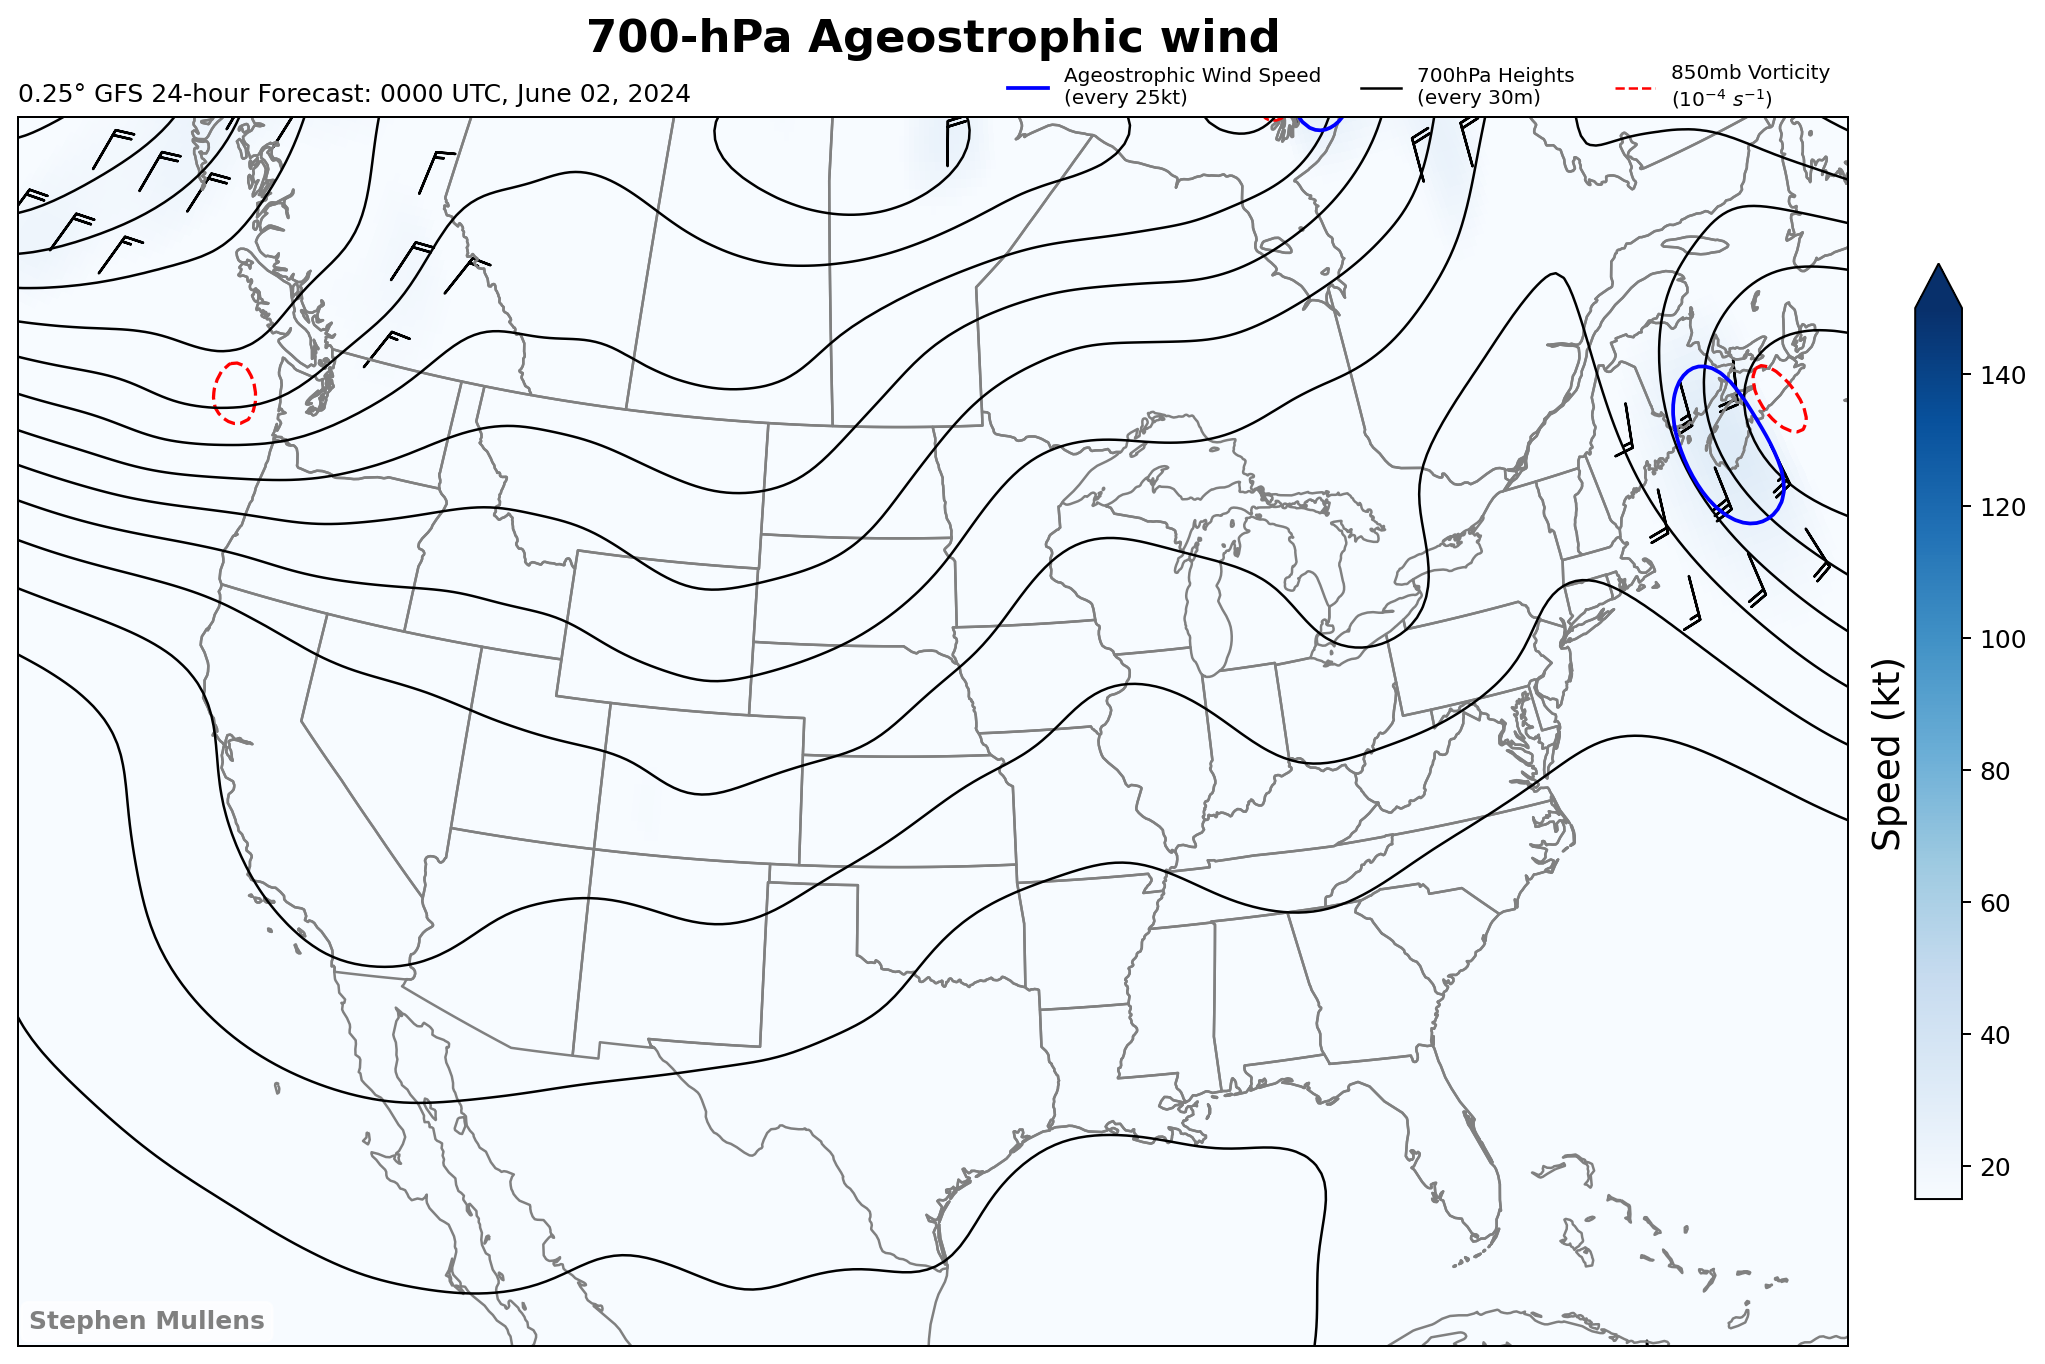 700-hPa Ageostrophic wind
0.25° GFS 24-hour Forecast: 0000 UTC, June 02, 2024
Ageostrophic Wind Speed
(every 25kt)
700hPa Heights
(every 30m)
850mb Vorticity
(10⁻⁴ s⁻¹)
140
120
100
80
60
40
20
Speed (kt)
Stephen Mullens